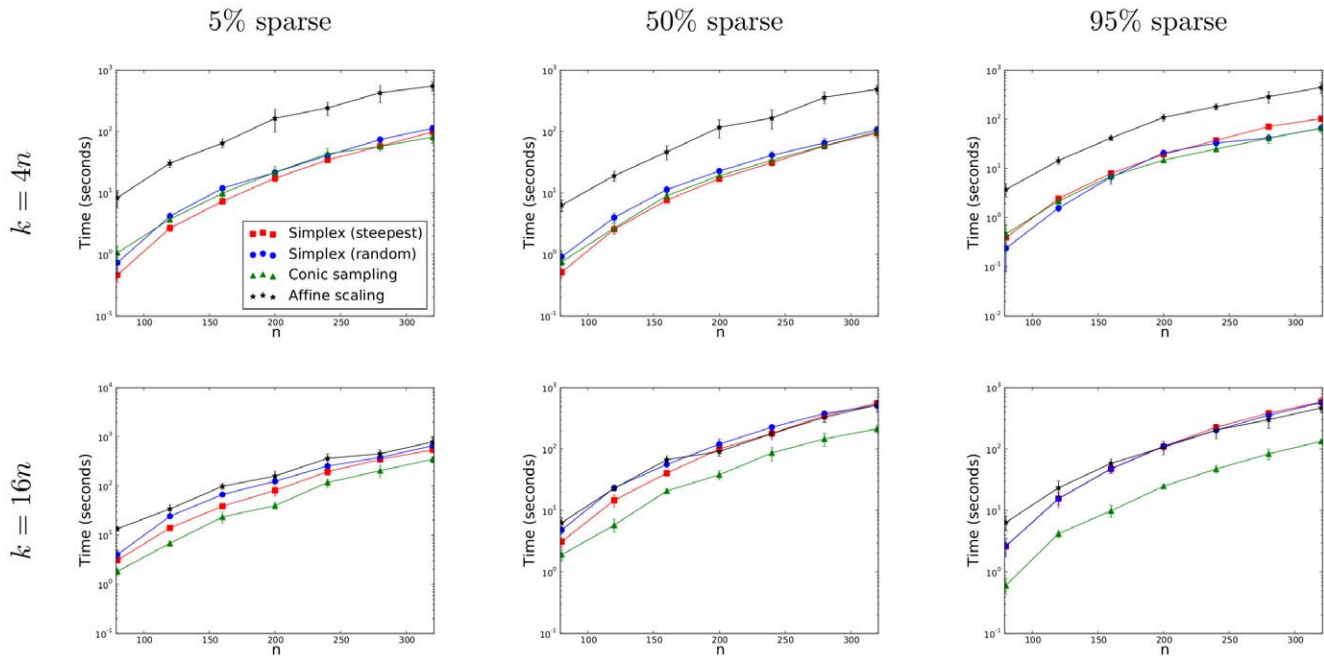 5% sparse
50% sparse
95% sparse
k = 4n
Time (seconds)
10^3
10^2
10^1
10^0
10^-1
100
150
200
250
300
n
Simplex (steepest)
Simplex (random)
Conic sampling
Affine scaling
Time (seconds)
10^3
10^2
10^1
10^0
10^-1
100
150
200
250
300
n
Time (seconds)
10^3
10^2
10^1
10^0
10^-1
10^-2
100
150
200
250
300
n
k = 16n
Time (seconds)
10^4
10^3
10^2
10^1
10^0
10^-1
100
150
200
250
300
n
Time (seconds)
10^3
10^2
10^1
10^0
10^-1
100
150
200
250
300
n
Time (seconds)
10^3
10^2
10^1
10^0
10^-1
100
150
200
250
300
n